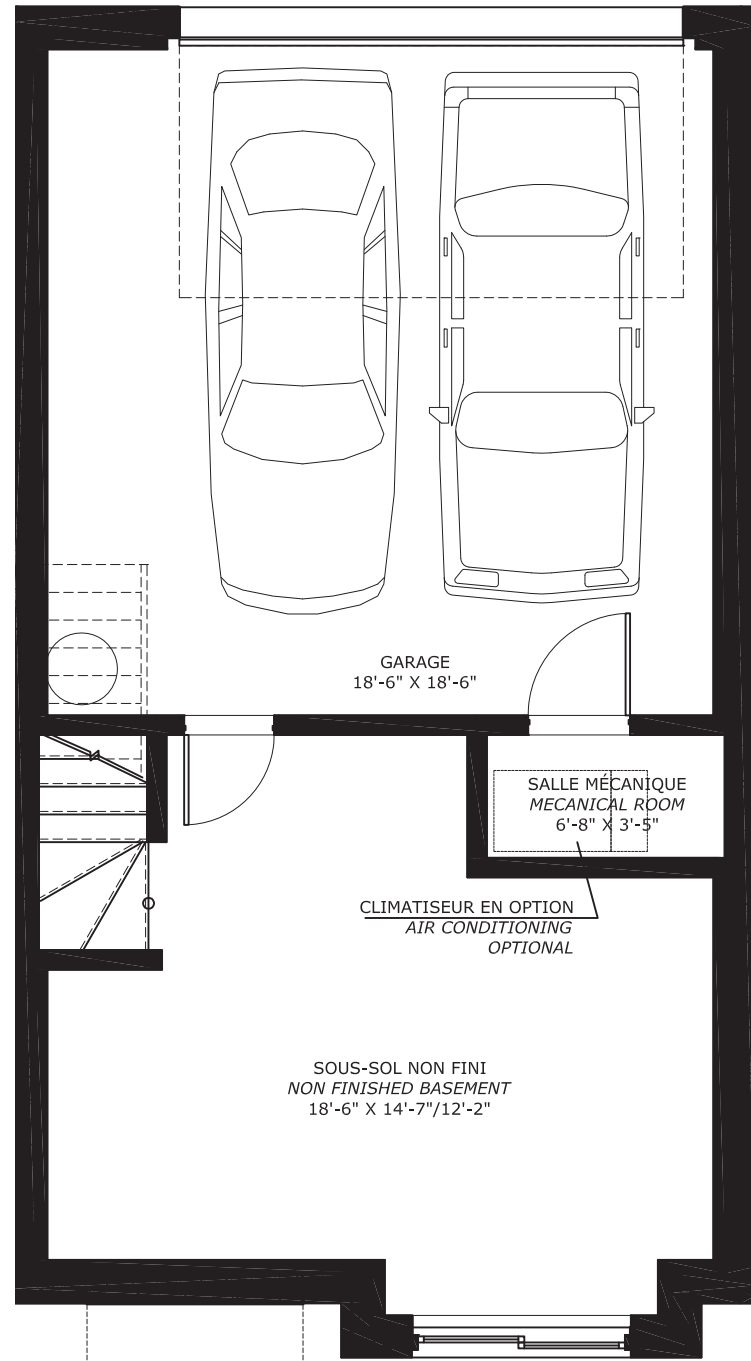 GARAGE
18'-6" X 18'-6"
SALLE MÉCANIQUE
MECANICAL ROOM
6'-8" X 3'-5"
CLIMATISEUR EN OPTION
AIR CONDITIONING
OPTIONAL
SOUS-SOL NON FINI
NON FINISHED BASEMENT
18'-6" X 14'-7"/12'-2"